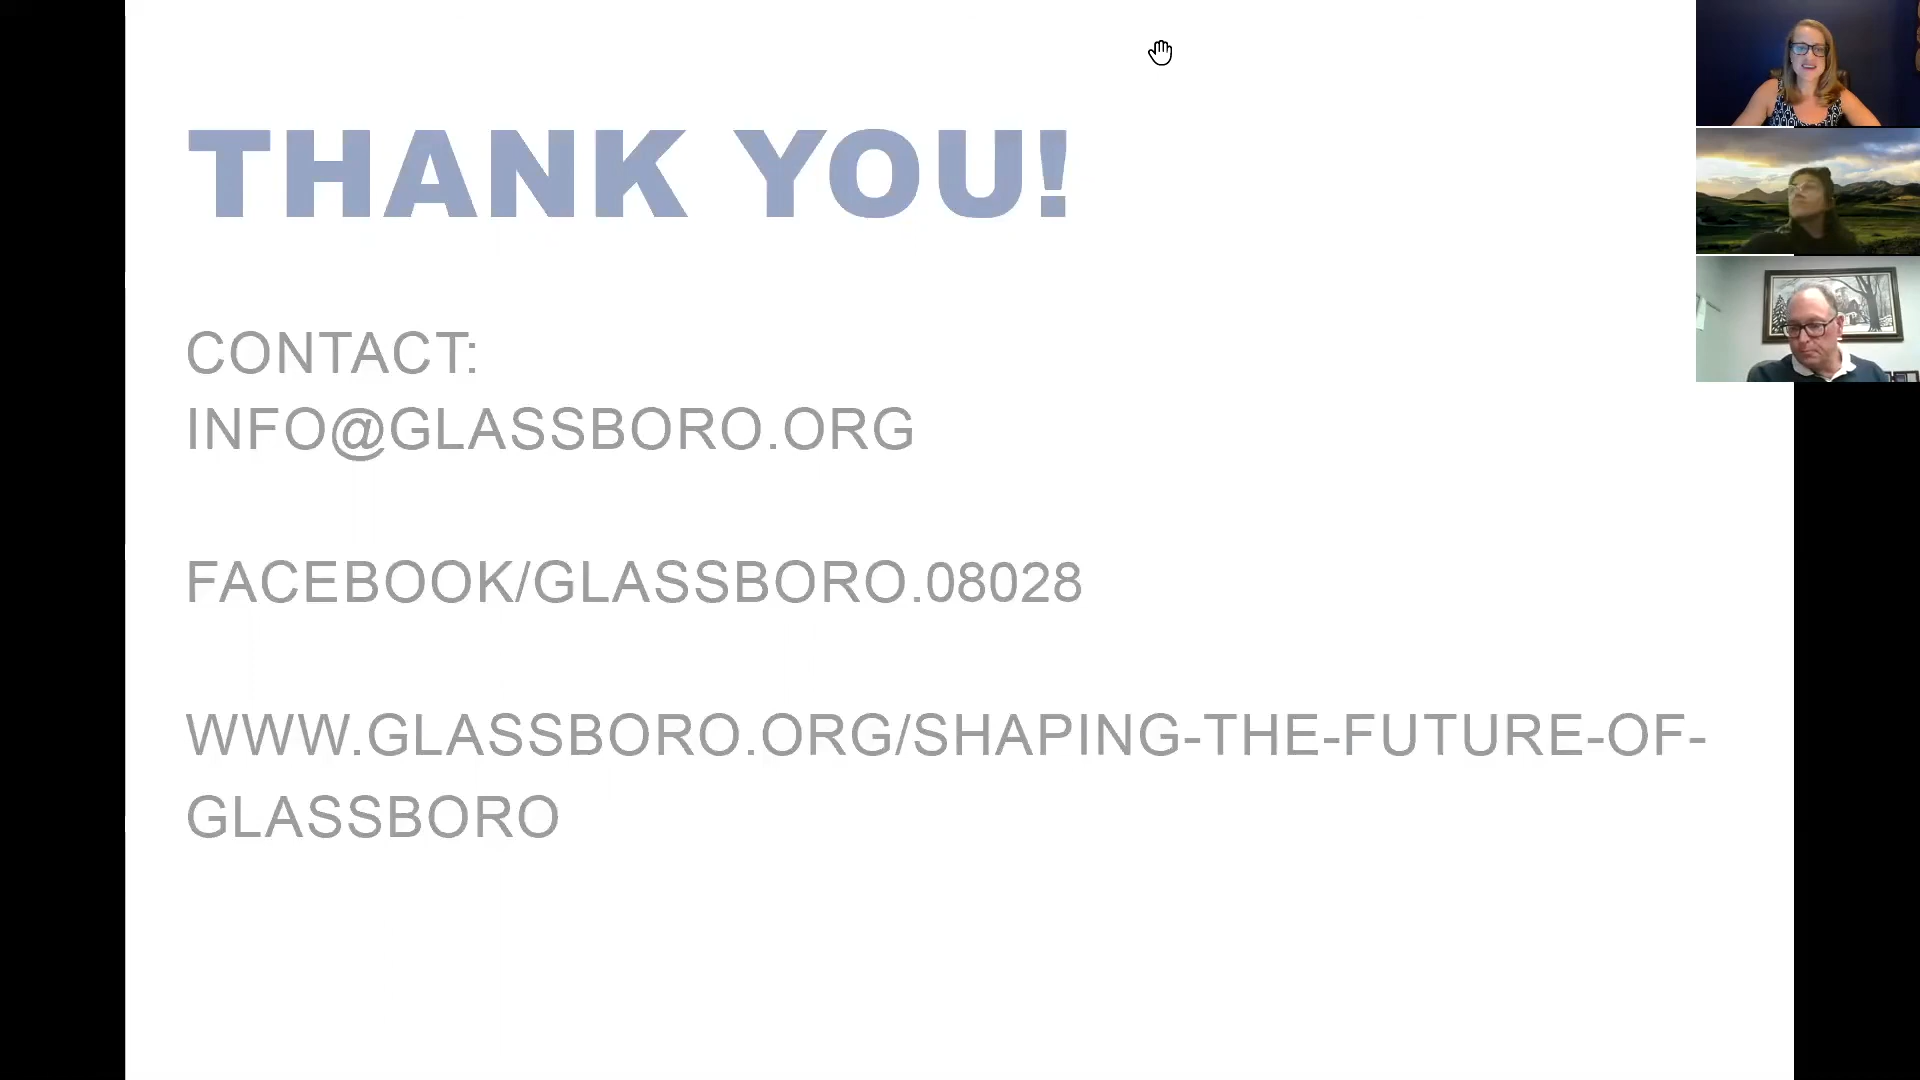 THANK YOU!
CONTACT:
INFO@GLASSBORO.ORG
FACEBOOK/GLASSBORO.08028
WWW.GLASSBORO.ORG/SHAPING-THE-FUTURE-OF-
GLASSBORO